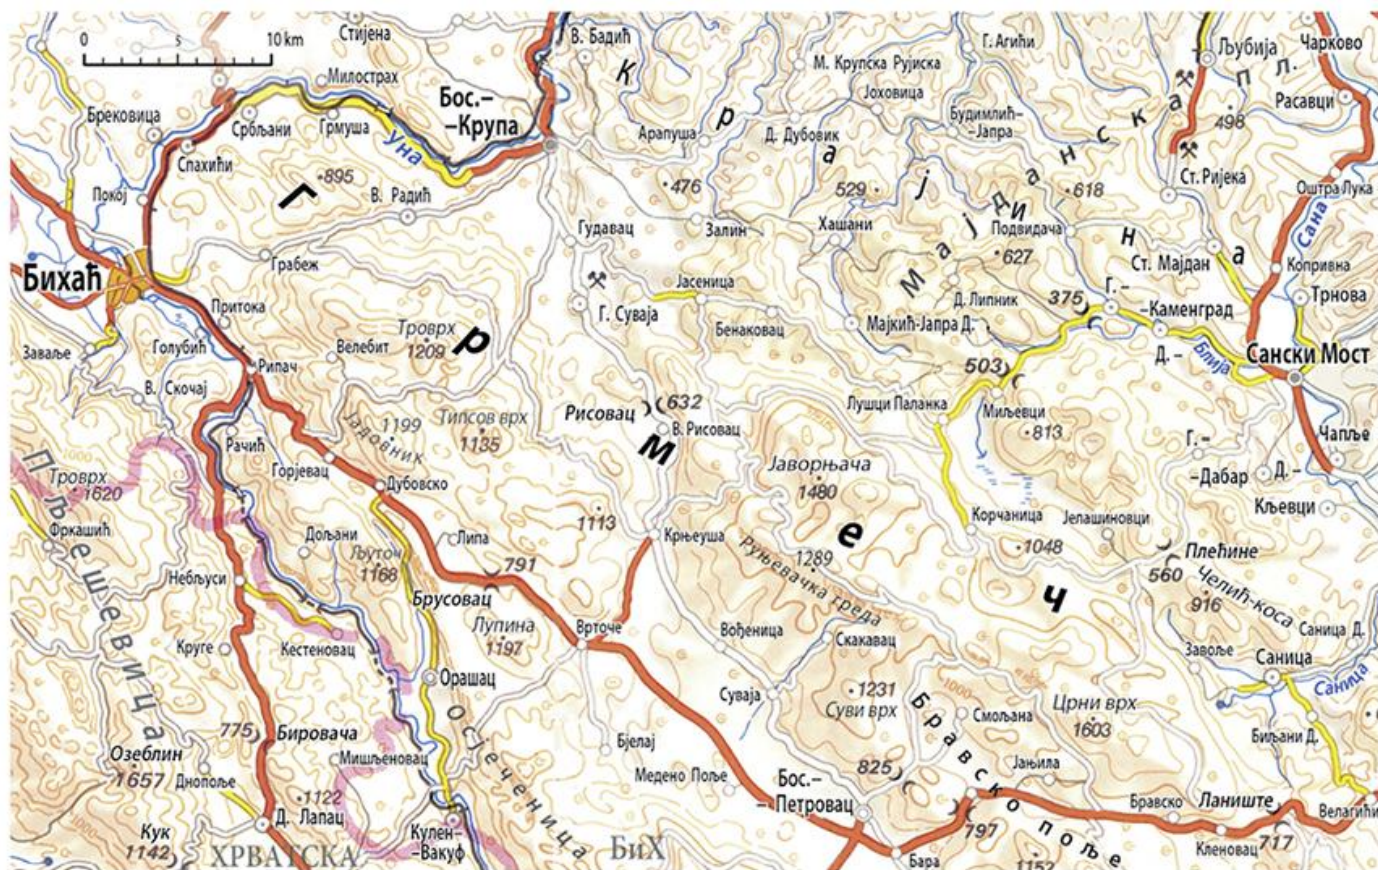 0 5 10 km
Стијена
В. Бадић
Г. Агићи
Љубија
Чарково
Милострах
М. Крупска Рујиска
Јоховица
Расавци
498
Брековица
Србљани
Грмуша
Бос.-
-Крупа
Арапуша
Д. Дубовик
Будимлић-
-Јапра
Спахићи
Уна
Крајина
Мајданска пл.
Ст. Ријека
Оштра Лука
895
476
529
618
Покој
В. Радић
Хашани
Подвидача
Сана
Гудавац
Залин
627
Ст. Мајдан
Копривна
Бихаћ
Грабеж
Јасеница
Д. Липник
375
Г.-
-Каменград
Трнова
Притока
Г. Суваја
Бенаковац
Мајкић-Јапра Д.
Д.-
Блија
Сански Мост
Заваље
Голубић
Велебит
Троврх
1209
Рипач
503
В. Скочај
Лушци Паланка
Миљевци
Рисовац
632
В. Рисовац
813
Чапље
Рачић
1199
Јадовник
Типсов врх
1135
Горјевац
Г.-
-Дабар
Д.-
Троврх
1620
Дубовско
Јаворњача
1480
Кљевци
Грмеч
Фркашић
Пљешевица
Дољани
Љуточ
1168
Липа
1113
Крњеуша
Корчаница
Јелашиновци
1048
Плећине
560
Руњевачка греда
1289
791
Небљуси
Брусовац
Челић-коса
916
Лупина
1197
Врточе
Вођеница
Скакавац
Саница Д.
Круге
Кестеновац
Завоље
Саница
Орашац
Суваја
1231
Суви врх
Саница
Смољана
Црни врх
1603
775
Бировача
Осјеченица
Бјелај
Биљани Д.
Озеблин
1657
Днопоље
Мишљеновац
Медено Поље
Бос.-
-Петровац
825
Јањила
Бравско поље
1122
Д. Лапац
797
Бравско
Ланиште
Велагићи
Кук
1142
ХРВАТСКА
Кулен-
-Вакуф
БиХ
Бара
1152
Кленовац
717